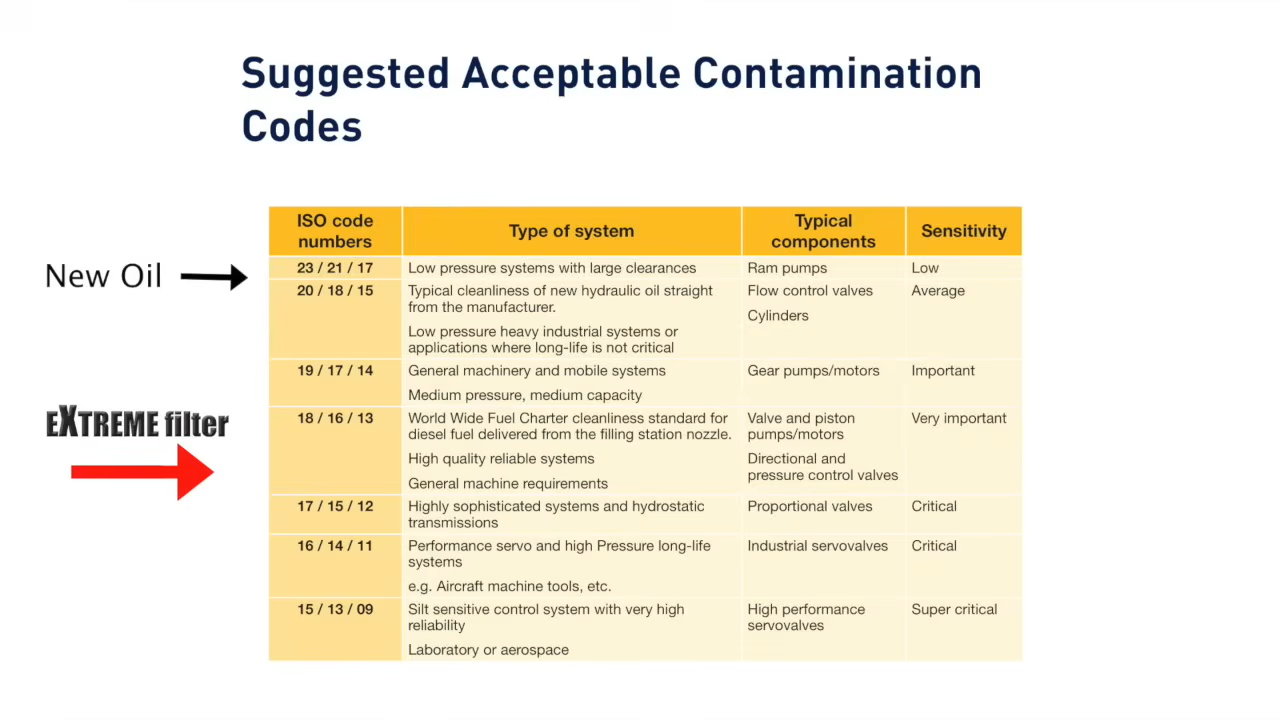 Suggested Acceptable Contamination
Codes
ISO code
numbers
Type of system
Typical
components
Sensitivity
New Oil
23 / 21 / 17
Low pressure systems with large clearances
Ram pumps
Low
20 / 18 / 15
Typical cleanliness of new hydraulic oil straight
from the manufacturer.
Low pressure heavy industrial systems or
applications where long-life is not critical
Flow control valves
Cylinders
Average
19 / 17 / 14
General machinery and mobile systems
Medium pressure, medium capacity
Gear pumps/motors
Important
eXTREME filter
18 / 16 / 13
World Wide Fuel Charter cleanliness standard for
diesel fuel delivered from the filling station nozzle.
High quality reliable systems
General machine requirements
Valve and piston
pumps/motors
Directional and
pressure control valves
Very important
17 / 15 / 12
Highly sophisticated systems and hydrostatic
transmissions
Proportional valves
Critical
16 / 14 / 11
Performance servo and high Pressure long-life
systems
e.g. Aircraft machine tools, etc.
Industrial servovalves
Critical
15 / 13 / 09
Silt sensitive control system with very high
reliability
Laboratory or aerospace
High performance
servovalves
Super critical